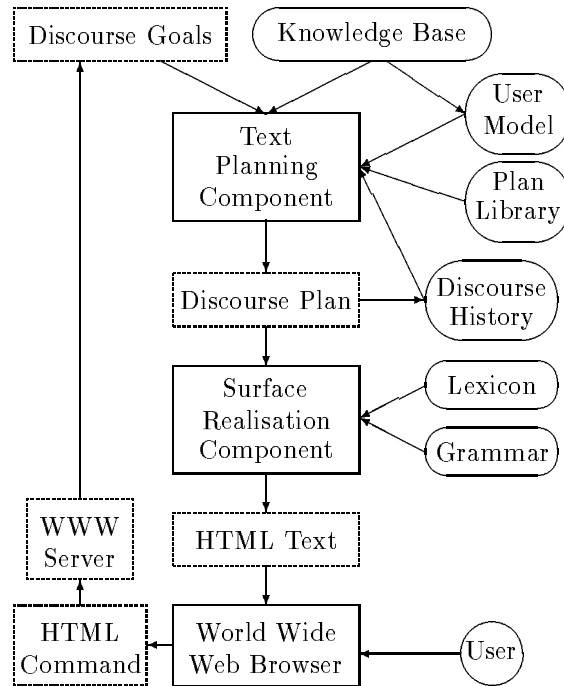 Discourse Goals
Knowledge Base
User
Model
Text
Planning
Component
Plan
Library
Discourse Plan
Discourse
History
Surface
Realisation
Component
Lexicon
Grammar
WWW
Server
HTML Text
HTML
Command
World Wide
Web Browser
User